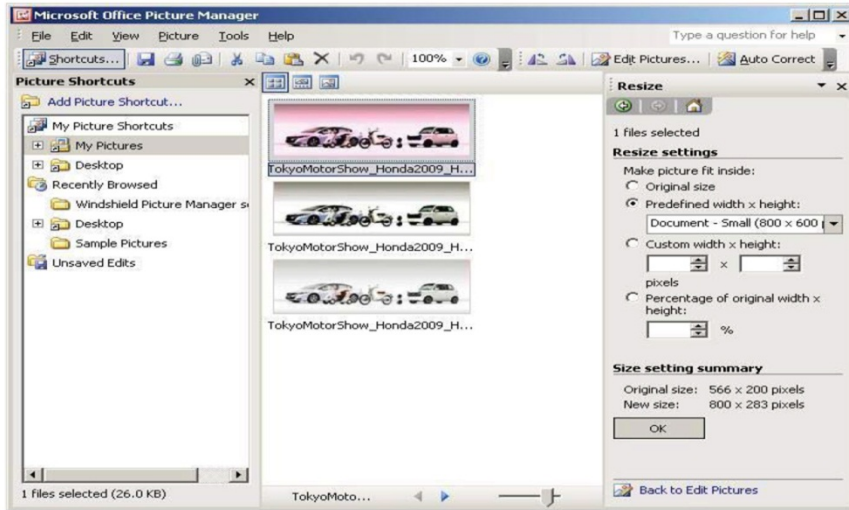 Microsoft Office Picture Manager
File Edit View Picture Tools Help
Type a question for help
Shortcuts... 100% Edit Pictures... Auto Correct
Picture Shortcuts
Add Picture Shortcut...
My Picture Shortcuts
My Pictures
Desktop
Recently Browsed
Windshield Picture Manager s
Desktop
Sample Pictures
Unsaved Edits
1 files selected (26.0 KB)
TokyoMotorShow_Honda2009_H...
TokyoMotorShow_Honda2009_H...
TokyoMotorShow_Honda2009_H...
TokyoMoto...
Resize
1 files selected
Resize settings
Make picture fit inside:
Original size
Predefined width x height:
Document - Small (800 x 600
Custom width x height:
x
pixels
Percentage of original width x
height:
%
Size setting summary
Original size: 566 x 200 pixels
New size: 800 x 283 pixels
OK
Back to Edit Pictures